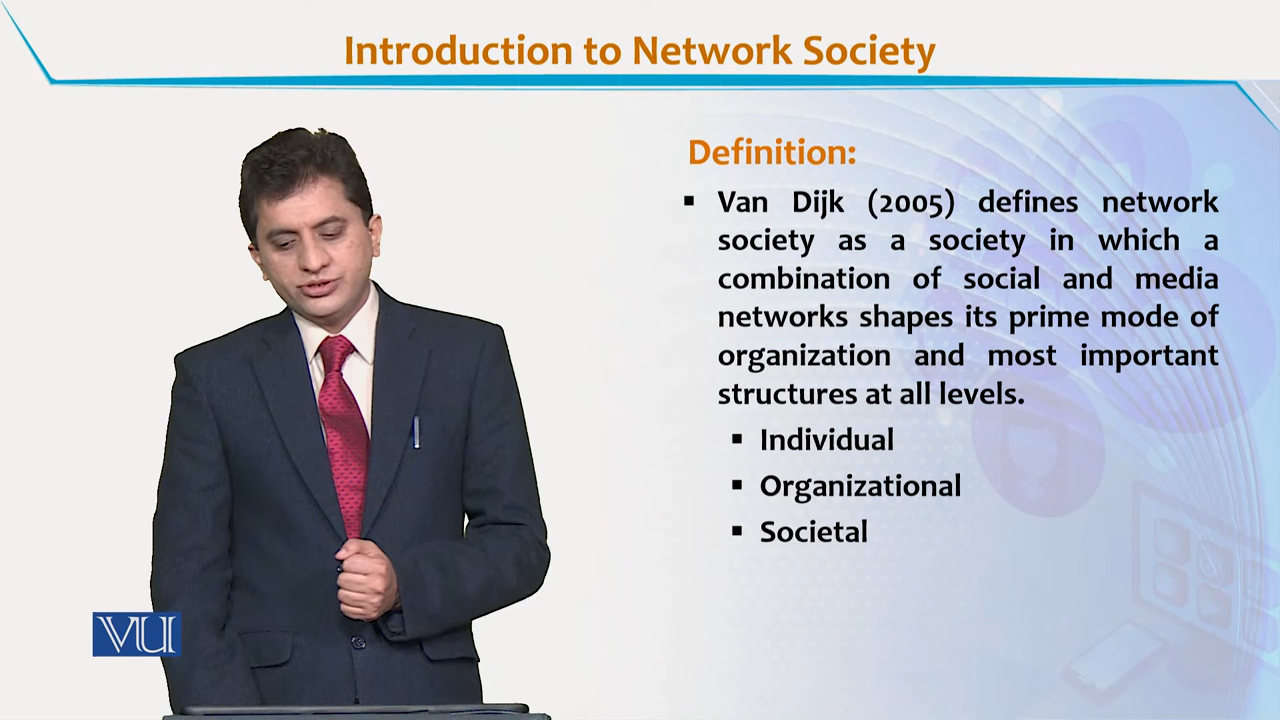 Introduction to Network Society
Definition:
▪ Van Dijk (2005) defines network
society as a society in which a
combination of social and media
networks shapes its prime mode of
organization and most important
structures at all levels.
▪ Individual
▪ Organizational
▪ Societal
VU